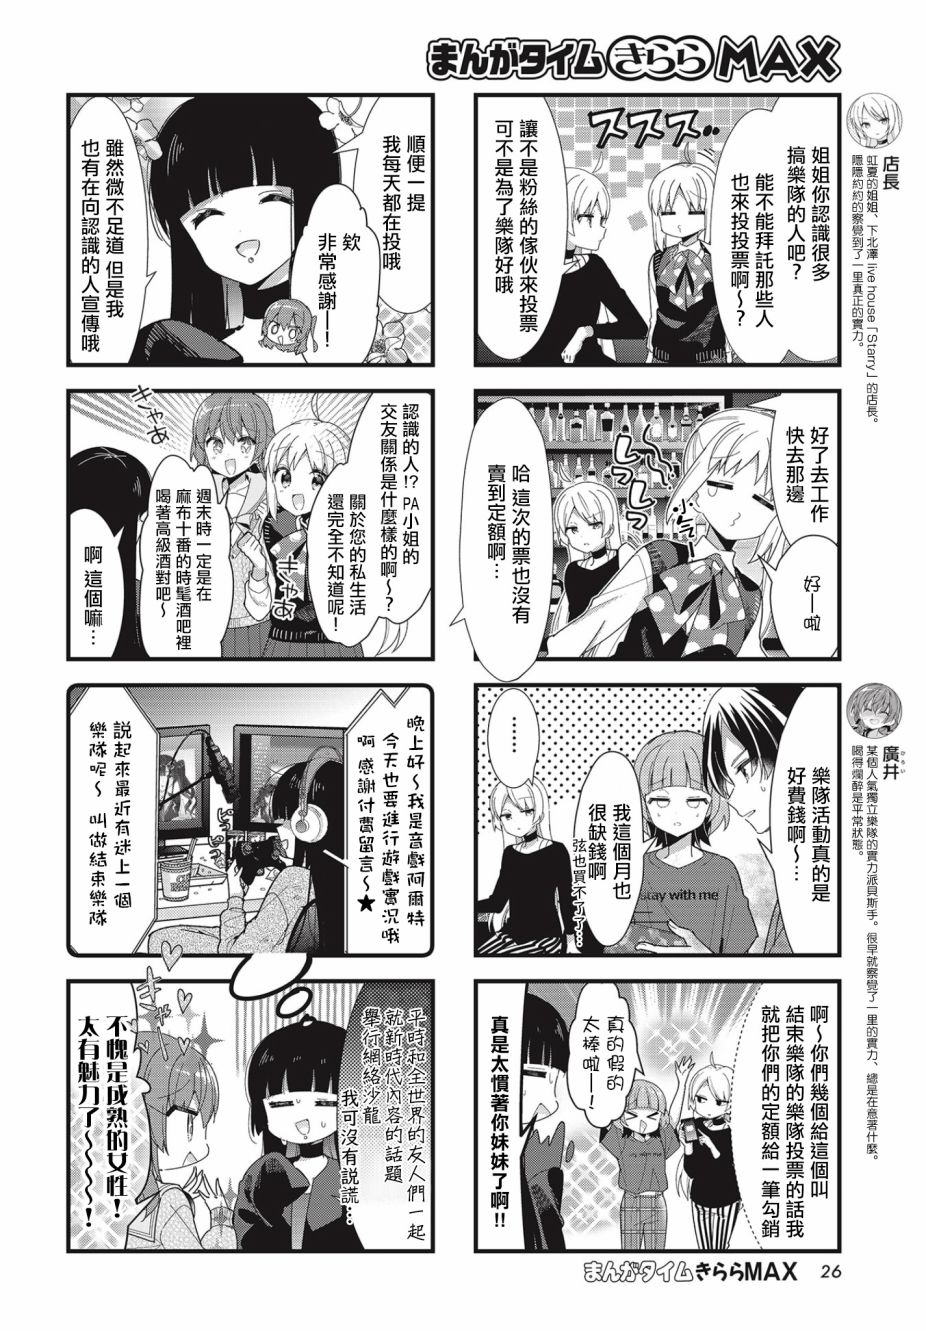 まんがタイムきららMAX
店長
虹夏的姐姐、下北澤 live house「Starry」的店長。
隱隱約約的察覺到了一里真正的實力。
姐姐你認識很多
搞樂隊的人吧？
能不能拜託那些人
也來投投票啊～？
讓不是粉絲的傢伙來投票
可不是為了樂隊好哦
ススス…
好了去工作
快去那邊
好—啦
しっしっ
哈 這次的票也沒有
賣到定額啊…
樂隊活動真的是
好費錢啊～…
我這個月也
很缺錢啊
弦也買不了了…
……
stay with me
廣井
ひろい
某個人氣獨立樂隊的實力派貝斯手。很早就察覺了一里的實力、總是在意著什麼。
喝得爛醉是平常狀態。
啊～你們幾個給這個叫
結束樂隊的樂隊投票的話我
就把你們的定額給一筆勾銷
真的假的
太棒啦—！
真是太慣著你妹妹了啊!!
順便一提
我每天都在投哦
欸
非常感謝—！
雖然微不足道 但是我
也有在向認識的人宣傳哦
認識的人!? PA小姐的
交友關係是什麼樣的啊～？
關於您的私生活
還完全不知道呢！
きゃあ
きゃあ
週末時一定是在
麻布十番的時髦酒吧裡
喝著高級酒對吧～
啊 這個嘛…
晚上好～我是音戲阿爾特
今天也要進行遊戲實況哦
啊 感謝付費留言～★
說起來最近有迷上一個
樂隊呢～ 叫做結束樂隊
平時和全世界的友人們一起
就新時代內容的話題
舉行網絡沙龍
我可沒有說謊…
不愧是成熟的女性！
太有魅力了～～～！
まんがタイムきららMAX 26